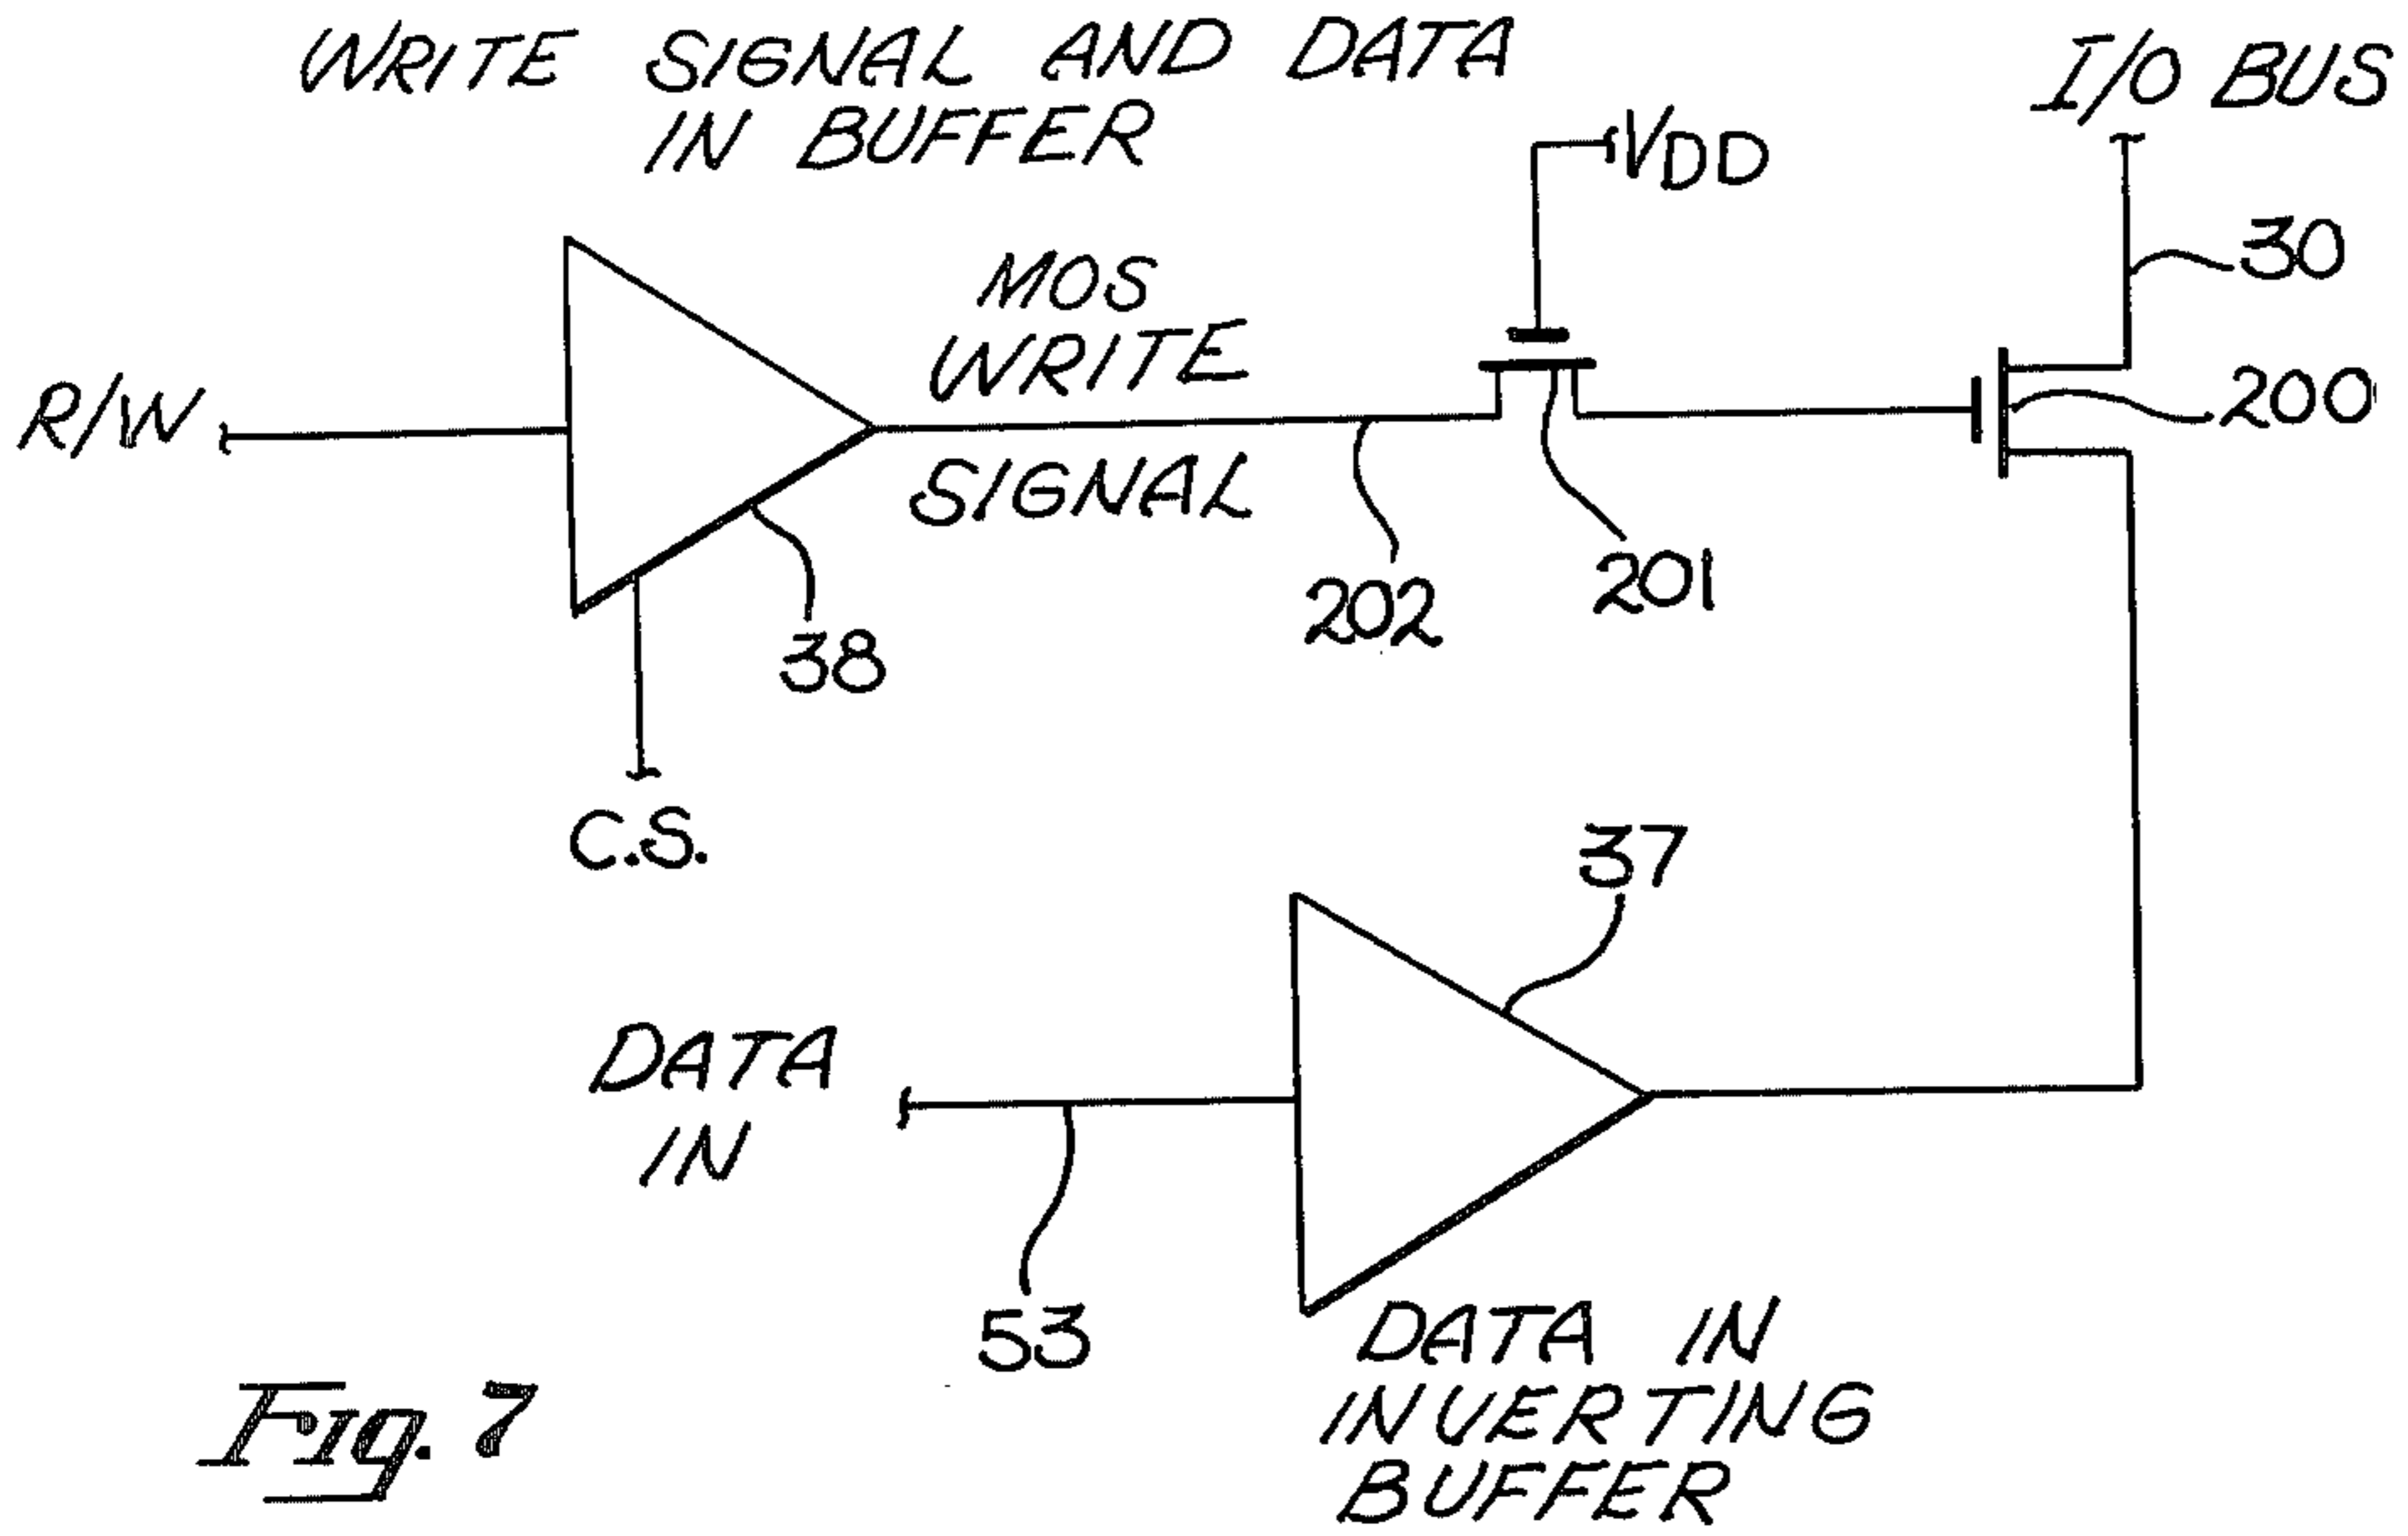 WRITE SIGNAL AND DATA
IN BUFFER
I/O BUS
VDD
30
MOS
WRITE
SIGNAL
R/W
200
201
202
38
C.S.
37
DATA
IN
53
DATA IN
INVERTING
BUFFER
Fig. 7